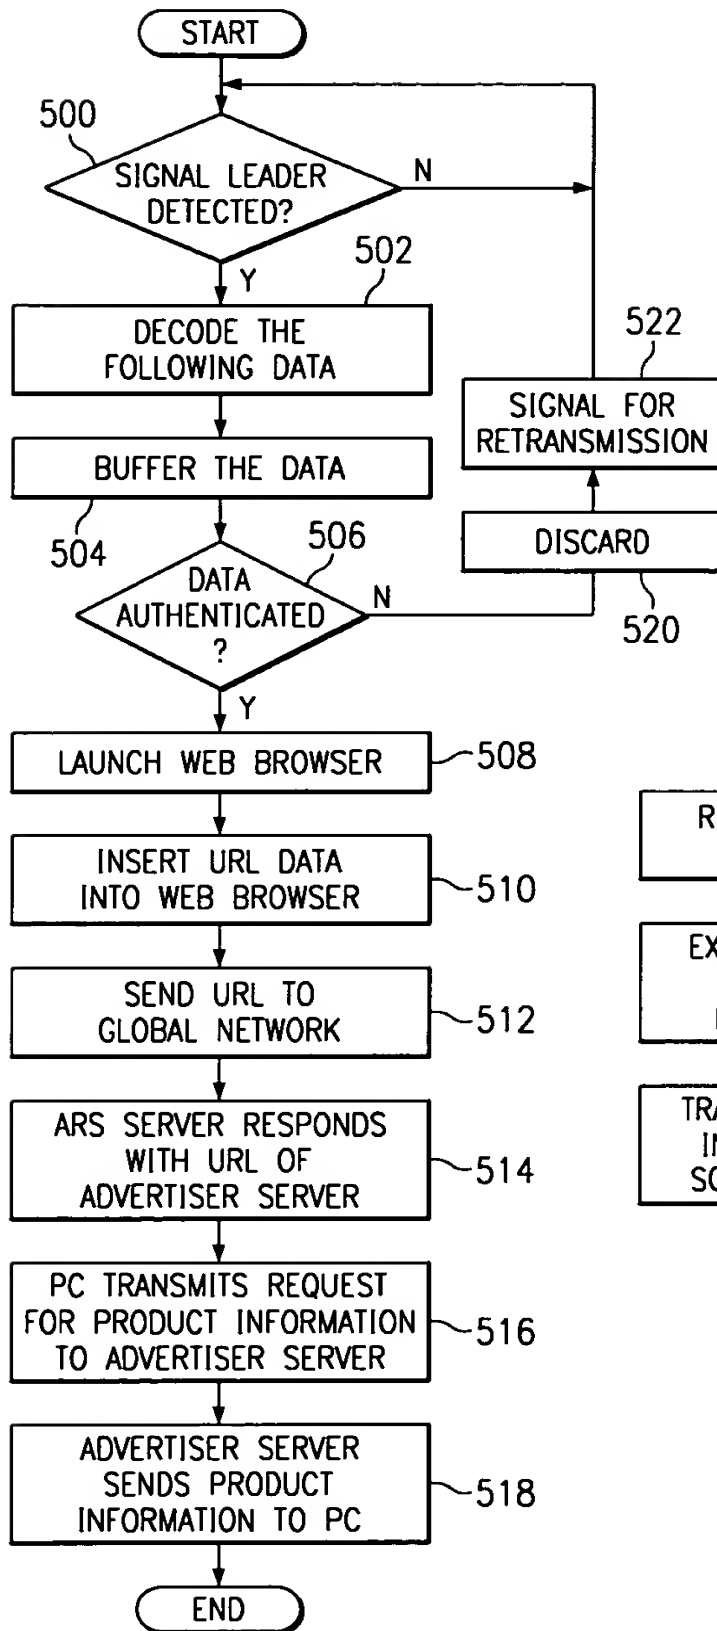 START
500
SIGNAL LEADER
DETECTED?
N
Y
502
DECODE THE
FOLLOWING DATA
522
SIGNAL FOR
RETRANSMISSION
BUFFER THE DATA
504
506
DISCARD
520
DATA
AUTHENTICATED
?
N
Y
LAUNCH WEB BROWSER
508
INSERT URL DATA
INTO WEB BROWSER
510
SEND URL TO
GLOBAL NETWORK
512
ARS SERVER RESPONDS
WITH URL OF
ADVERTISER SERVER
514
PC TRANSMITS REQUEST
FOR PRODUCT INFORMATION
TO ADVERTISER SERVER
516
ADVERTISER SERVER
SENDS PRODUCT
INFORMATION TO PC
518
END